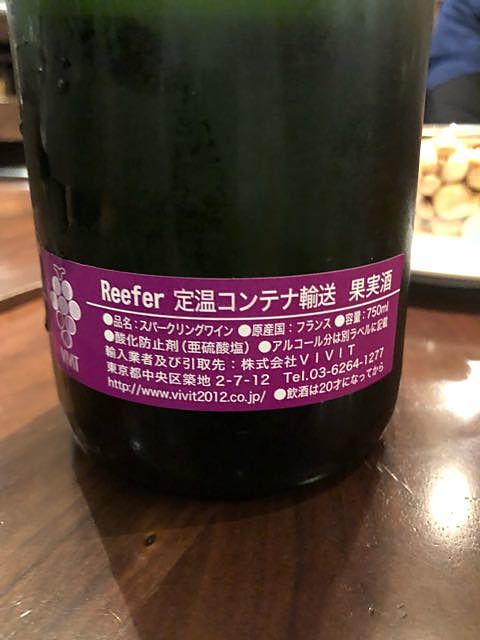 Reefer 定温コンテナ輸送 果実酒
●品名：スパークリングワイン ●原産国：フランス ●容量：750ml
●酸化防止剤（亜硫酸塩） ●アルコール分は別ラベルに記載
輸入業者及び引取先：株式会社ＶＩＶＩＴ
東京都中央区築地 2-7-12 Tel.03-6264-1277
http://www.vivit2012.co.jp/ ●飲酒は20才になってから
VIVIT